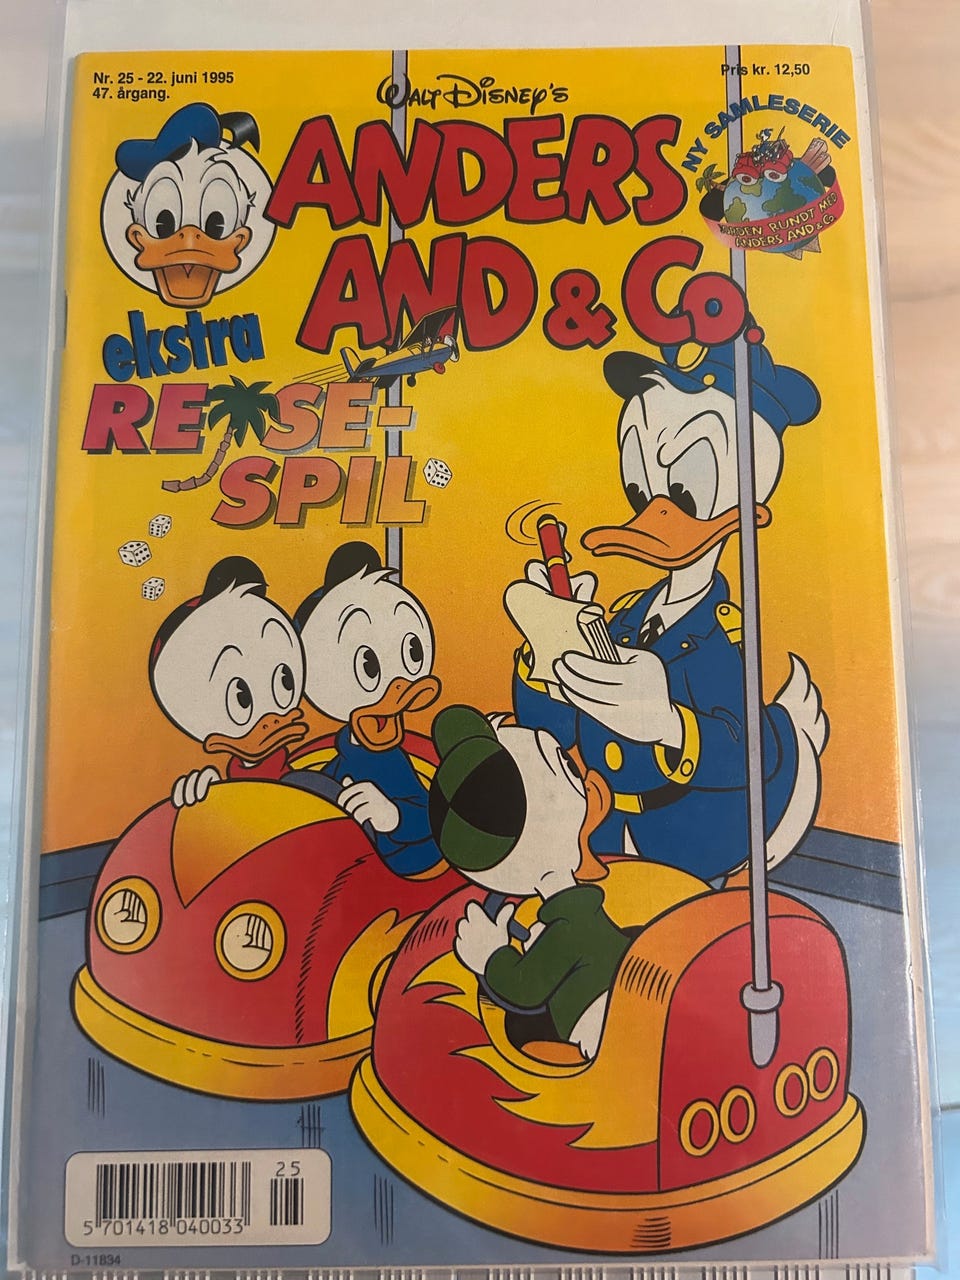 Nr. 25 - 22. juni 1995
47. årgang.
Pris kr. 12,50
WALT DISNEY'S
ANDERS
AND & Co.
NY SAMLESERIE
JORDEN RUNDT MED
ANDERS AND & Co
ekstra
REJSE-
SPIL
25
5 701418 040033
D-11834